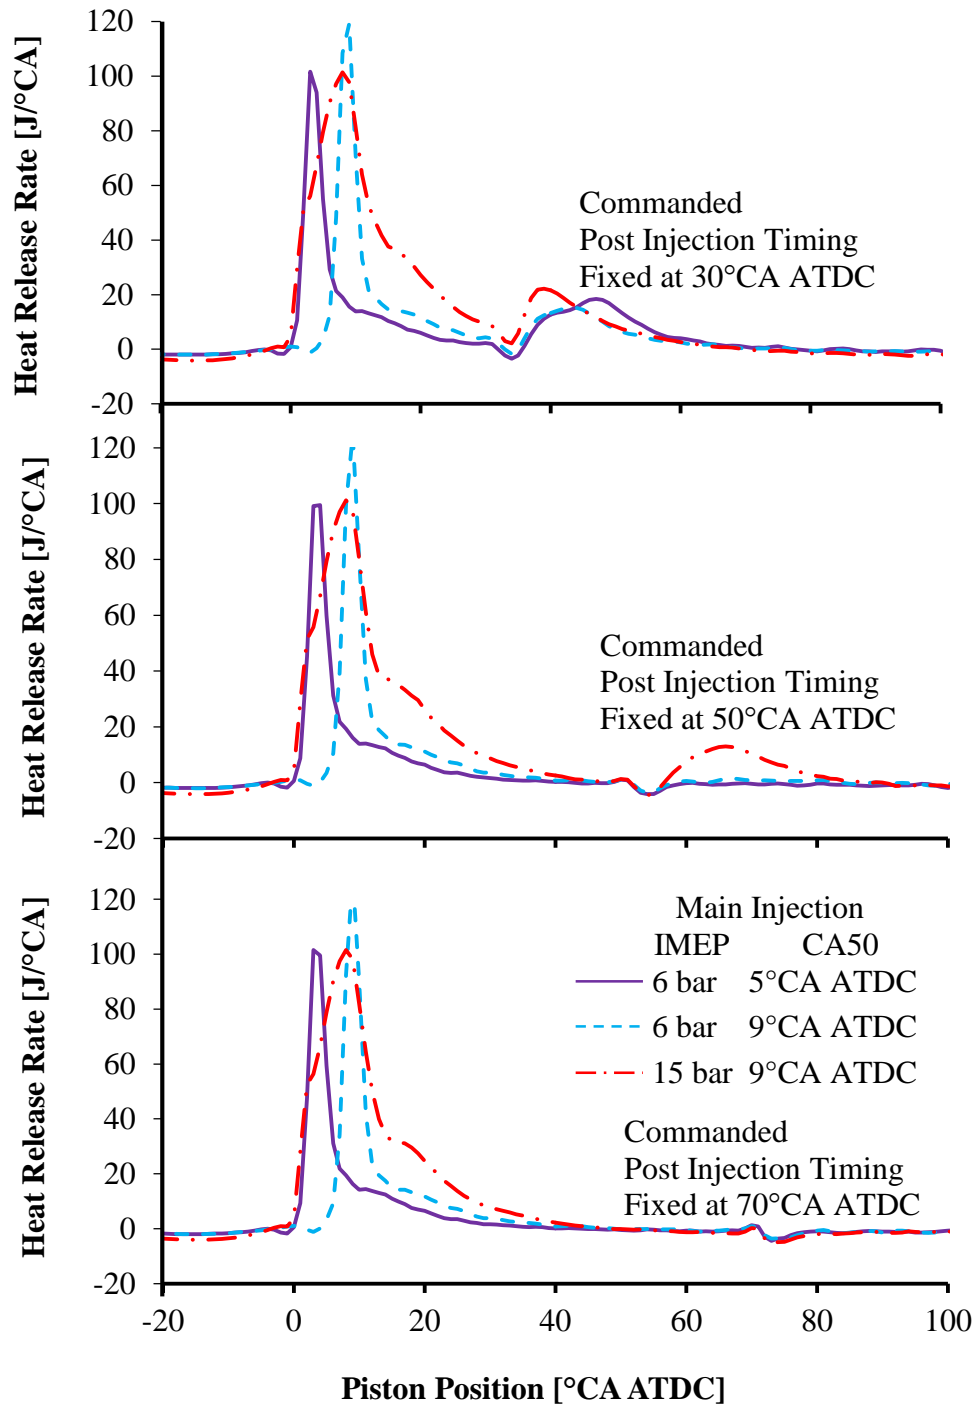 Heat Release Rate [J/°CA]
120
100
80
60
40
20
0
-20
Commanded
Post Injection Timing
Fixed at 30°CA ATDC
Heat Release Rate [J/°CA]
120
100
80
60
40
20
0
-20
Commanded
Post Injection Timing
Fixed at 50°CA ATDC
Heat Release Rate [J/°CA]
120
100
80
60
40
20
0
-20
Main Injection
IMEP CA50
6 bar 5°CA ATDC
6 bar 9°CA ATDC
15 bar 9°CA ATDC
Commanded
Post Injection Timing
Fixed at 70°CA ATDC
-20 0 20 40 60 80 100
Piston Position [°CA ATDC]